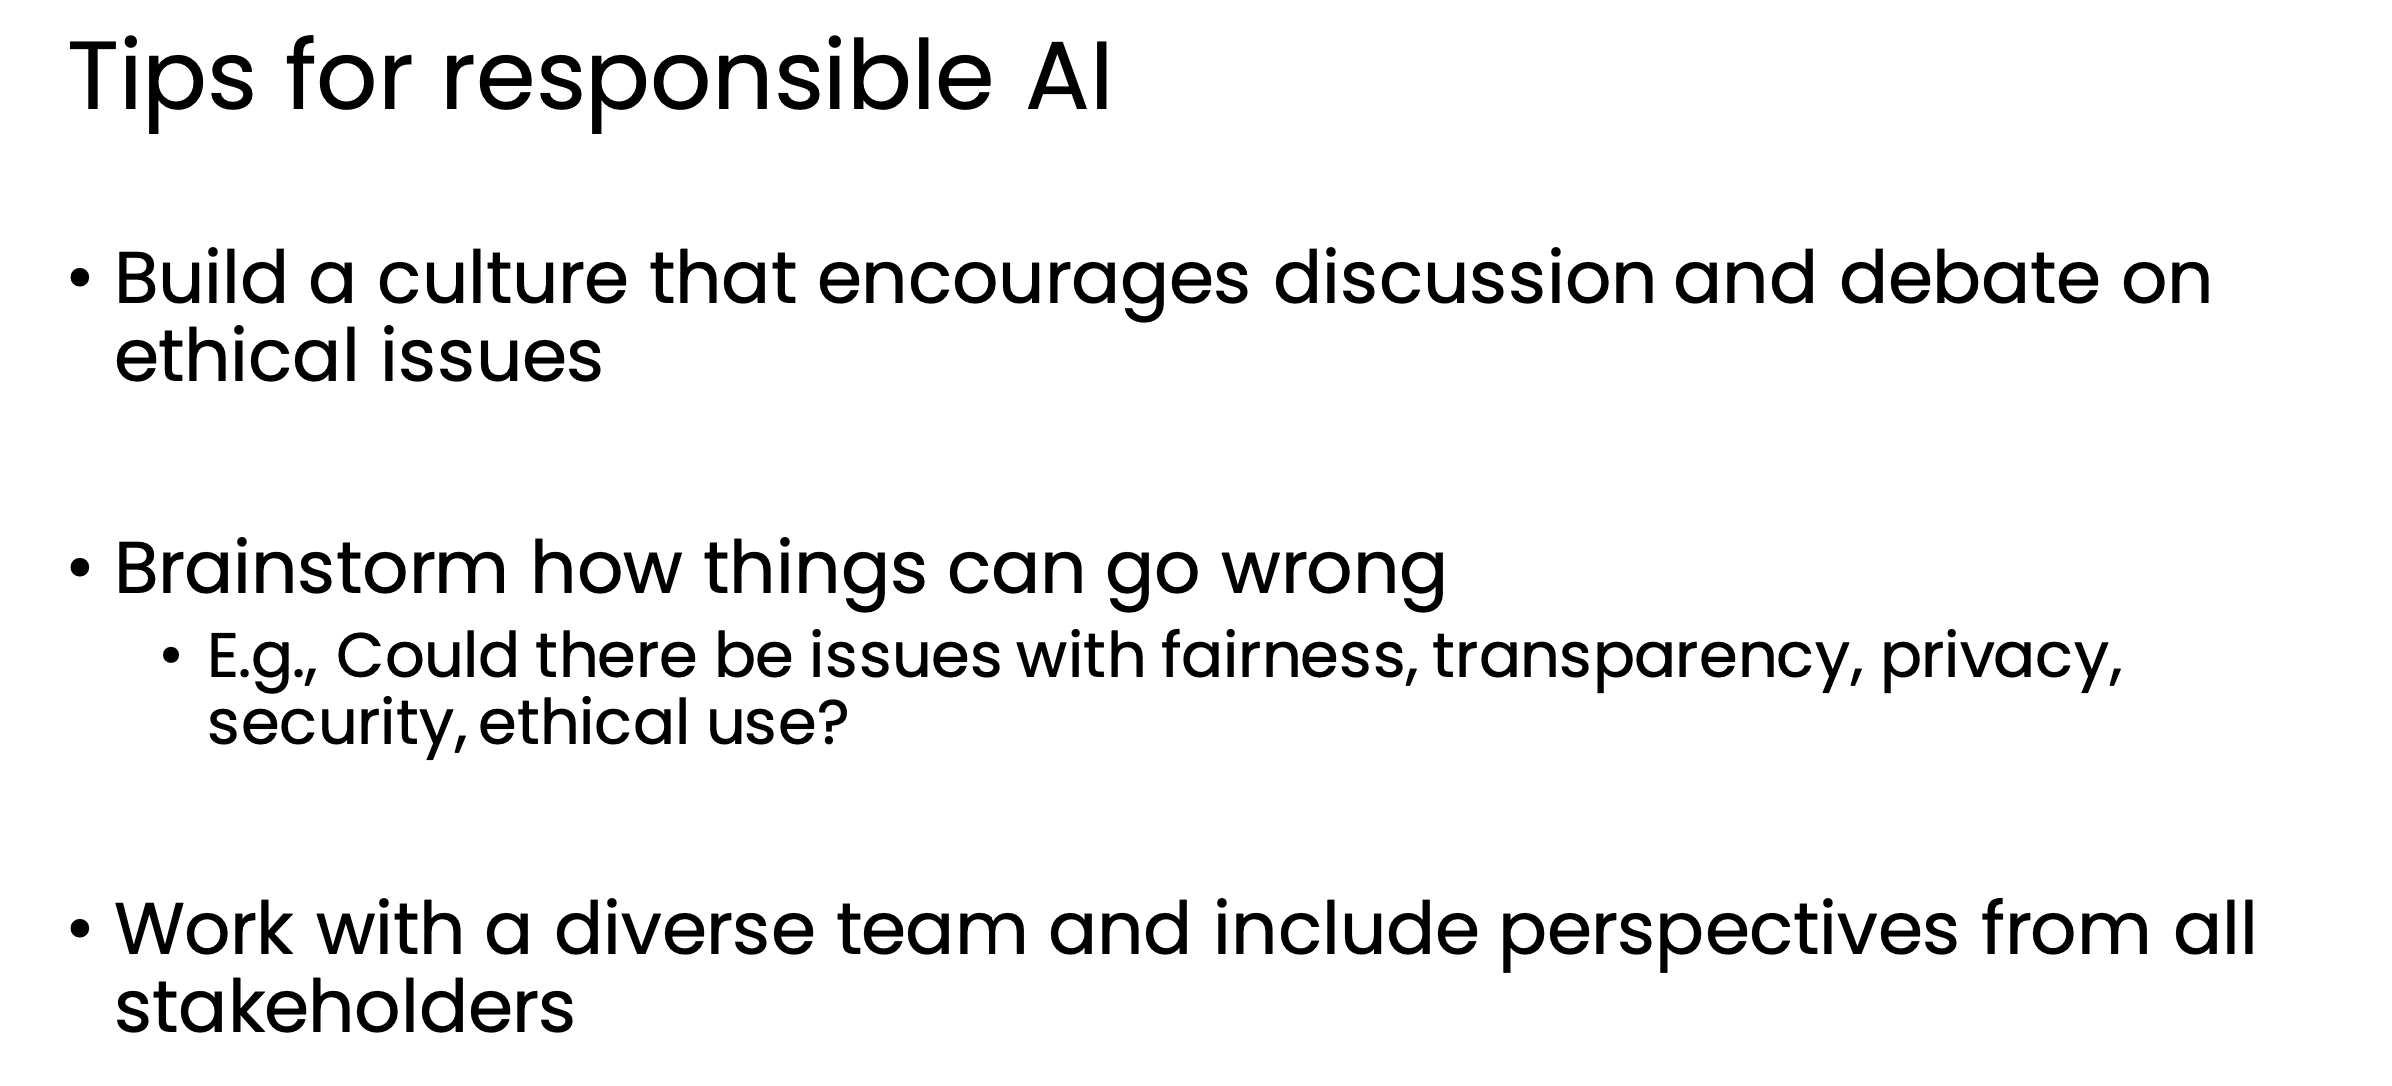 Tips for responsible AI
• Build a culture that encourages discussion and debate on
ethical issues
• Brainstorm how things can go wrong
• E.g., Could there be issues with fairness, transparency, privacy,
security, ethical use?
• Work with a diverse team and include perspectives from all
stakeholders